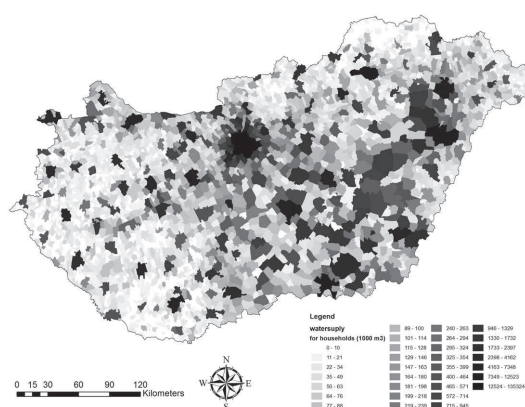 Legend
watersuply
for households (1000 m3)
0 - 10
11 - 21
22 - 34
35 - 49
50 - 63
64 - 76
77 - 88
89 - 100
101 - 114
115 - 128
129 - 146
147 - 163
164 - 180
181 - 198
199 - 218
219 - 239
240 - 263
264 - 294
295 - 324
325 - 354
355 - 399
400 - 464
465 - 571
572 - 714
715 - 945
946 - 1329
1330 - 1732
1733 - 2397
2398 - 4162
4163 - 7348
7349 - 12523
12524 - 135324
N
W E
S
0 15 30 60 90 120
Kilometers